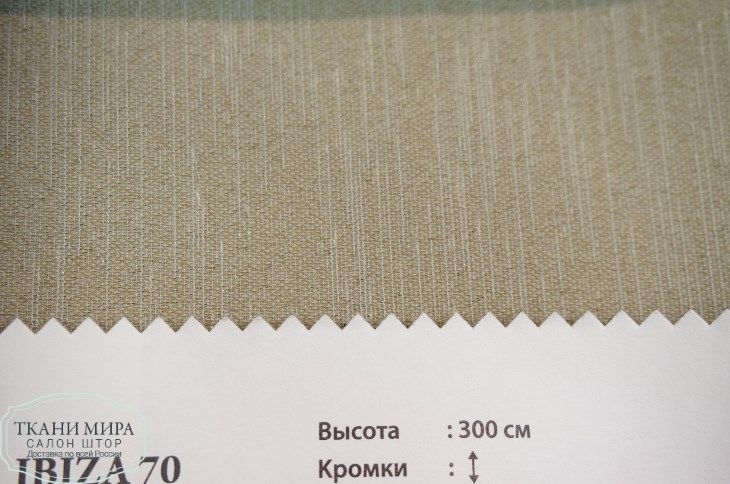 ТКАНИ МИРА
САЛОН ШТОР
Доставка по всей России
IBIZA 70
Высота : 300 см
Кромки : ↕